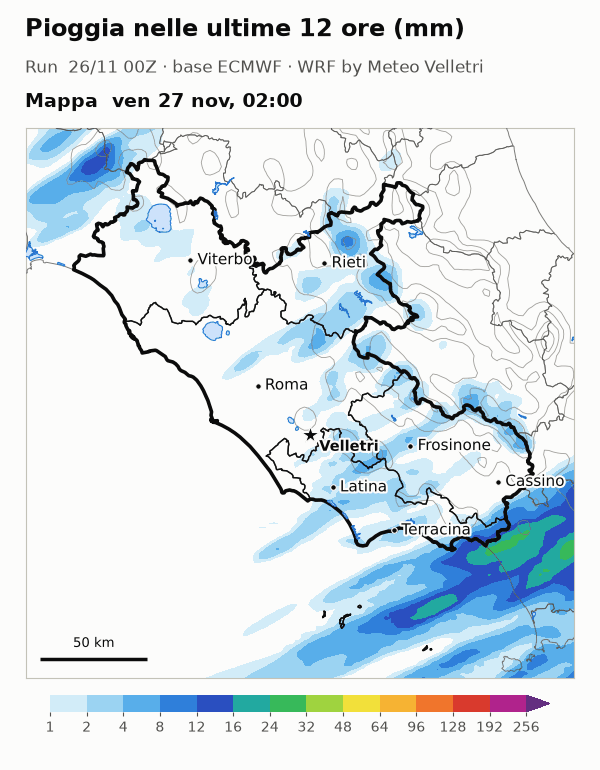 Pioggia nelle ultime 12 ore (mm)
Run  26/11 00Z · base ECMWF · WRF by Meteo Velletri
Mappa  ven 27 nov, 02:00
Viterbo
Rieti
Roma
Velletri
Frosinone
Latina
Cassino
Terracina
50 km
1 2 4 8 12 16 24 32 48 64 96 128 192 256